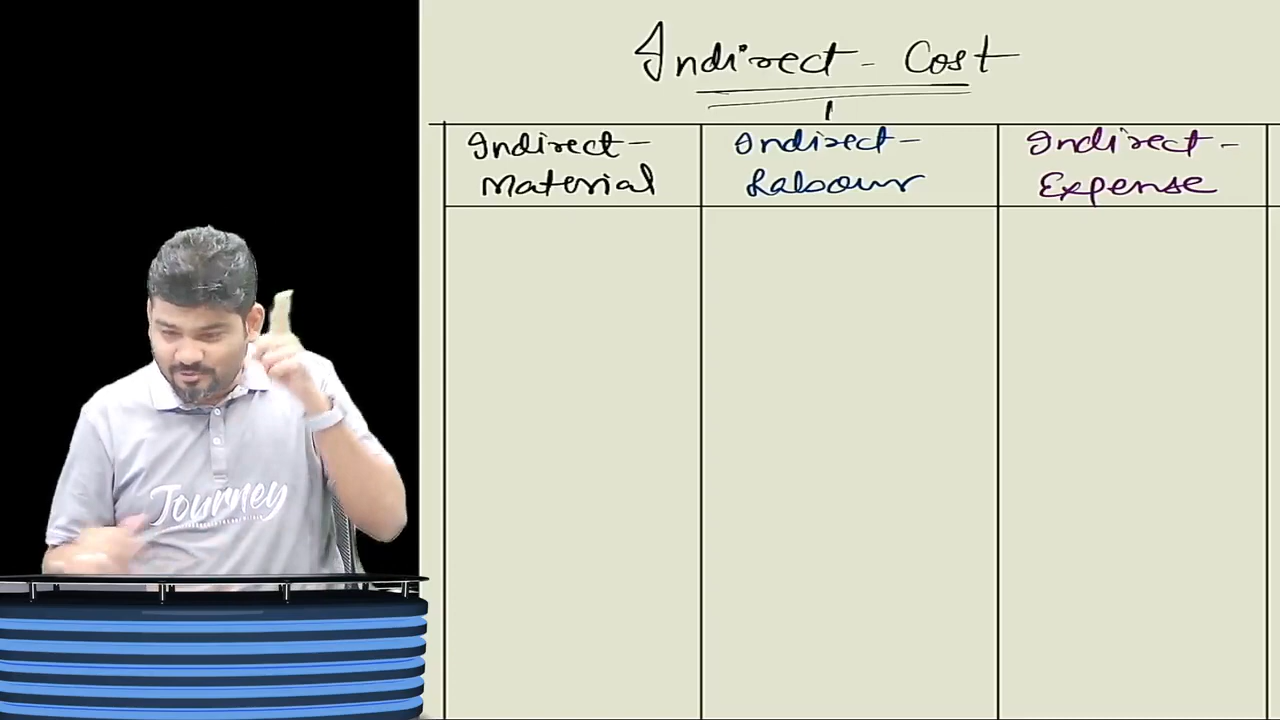 Indirect - Cost
Indirect -
Material
Indirect -
Labour
Indirect -
Expense
Journey